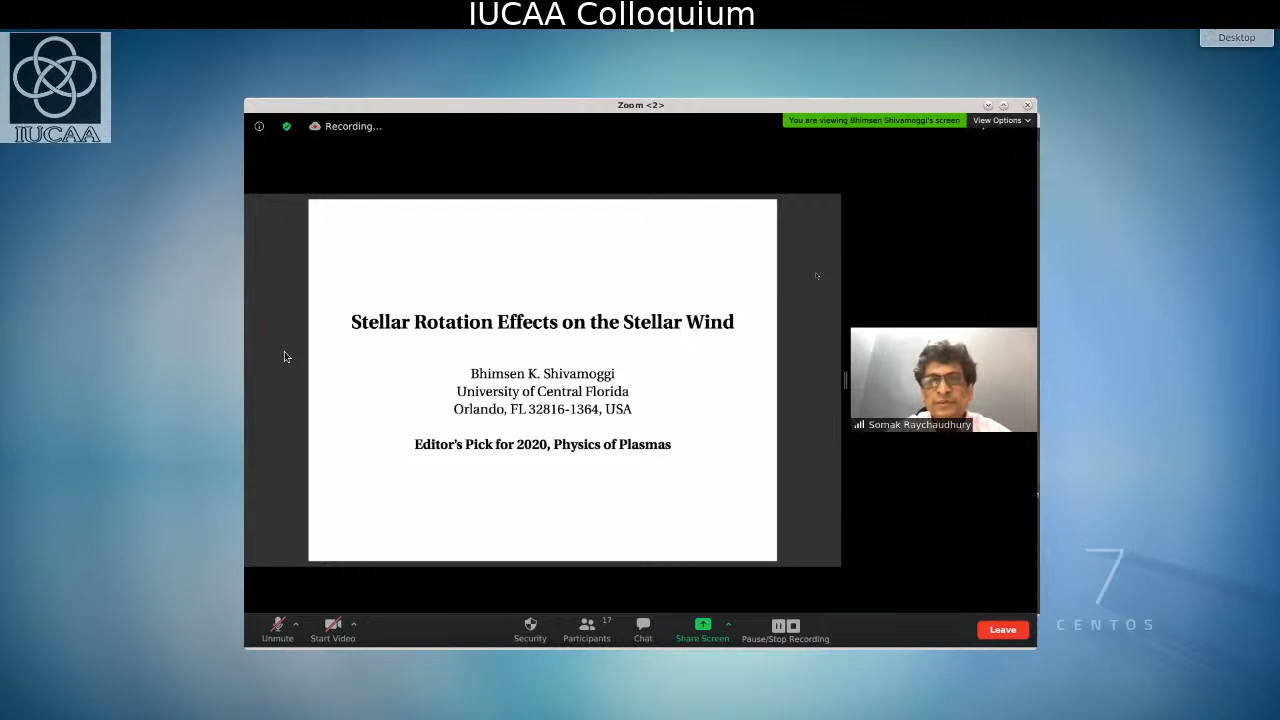 IUCAA Colloquium
Desktop
IUCAA
Zoom <2>
Recording...
You are viewing Bhimsen Shivamoggi's screen
View Options
Stellar Rotation Effects on the Stellar Wind
Bhimsen K. Shivamoggi
University of Central Florida
Orlando, FL 32816-1364, USA
Editor's Pick for 2020, Physics of Plasmas
Somak Raychaudhury
7
CENTOS
Unmute
Start Video
Security
Participants
17
Chat
Share Screen
Pause/Stop Recording
Leave